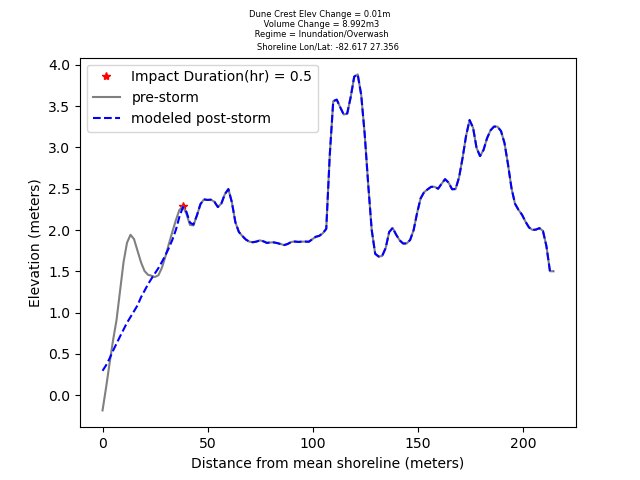 Dune Crest Elev Change = 0.01m
Volume Change = 8.992m3
Regime = Inundation/Overwash
Shoreline Lon/Lat: -82.617 27.356
Impact Duration(hr) = 0.5
pre-storm
modeled post-storm
4.0
3.5
3.0
2.5
2.0
1.5
1.0
0.5
0.0
Elevation (meters)
0 50 100 150 200
Distance from mean shoreline (meters)